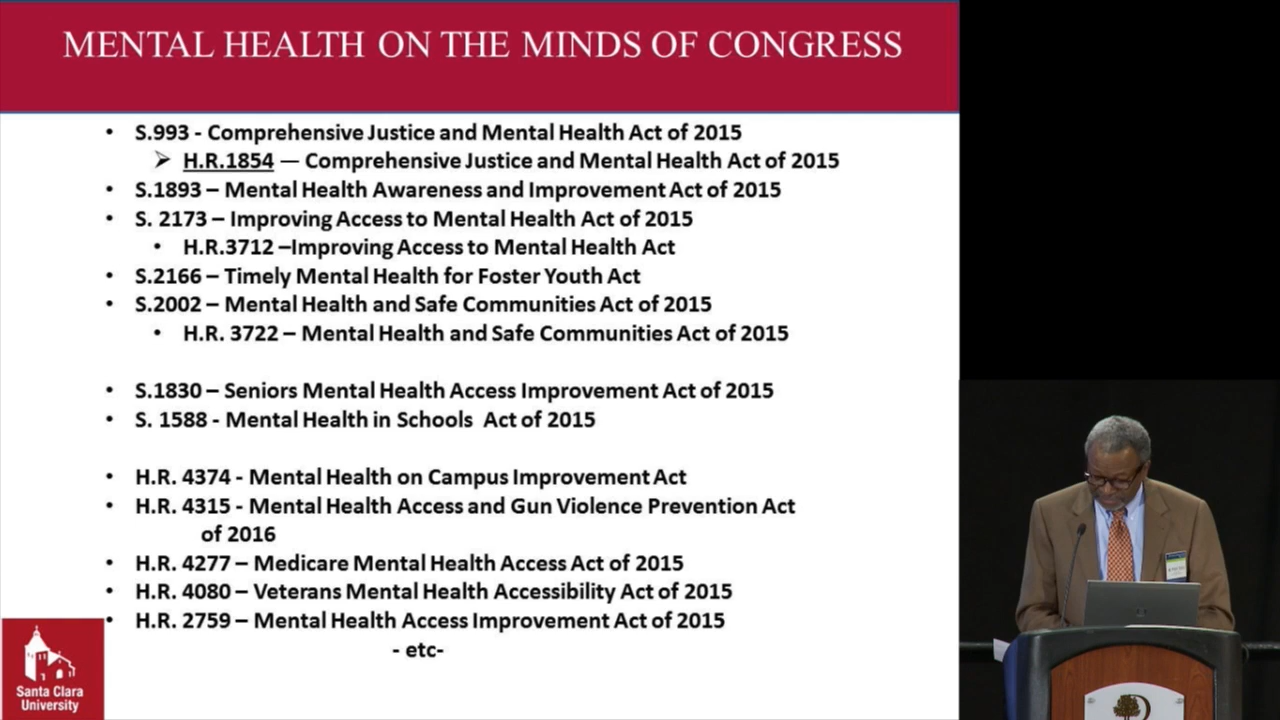 MENTAL HEALTH ON THE MINDS OF CONGRESS
• S.993 - Comprehensive Justice and Mental Health Act of 2015
➢ H.R.1854 — Comprehensive Justice and Mental Health Act of 2015
• S.1893 – Mental Health Awareness and Improvement Act of 2015
• S. 2173 – Improving Access to Mental Health Act of 2015
• H.R.3712 –Improving Access to Mental Health Act
• S.2166 – Timely Mental Health for Foster Youth Act
• S.2002 – Mental Health and Safe Communities Act of 2015
• H.R. 3722 – Mental Health and Safe Communities Act of 2015
• S.1830 – Seniors Mental Health Access Improvement Act of 2015
• S. 1588 - Mental Health in Schools Act of 2015
• H.R. 4374 - Mental Health on Campus Improvement Act
• H.R. 4315 - Mental Health Access and Gun Violence Prevention Act
of 2016
• H.R. 4277 – Medicare Mental Health Access Act of 2015
• H.R. 4080 – Veterans Mental Health Accessibility Act of 2015
• H.R. 2759 – Mental Health Access Improvement Act of 2015
- etc-
Santa Clara
University